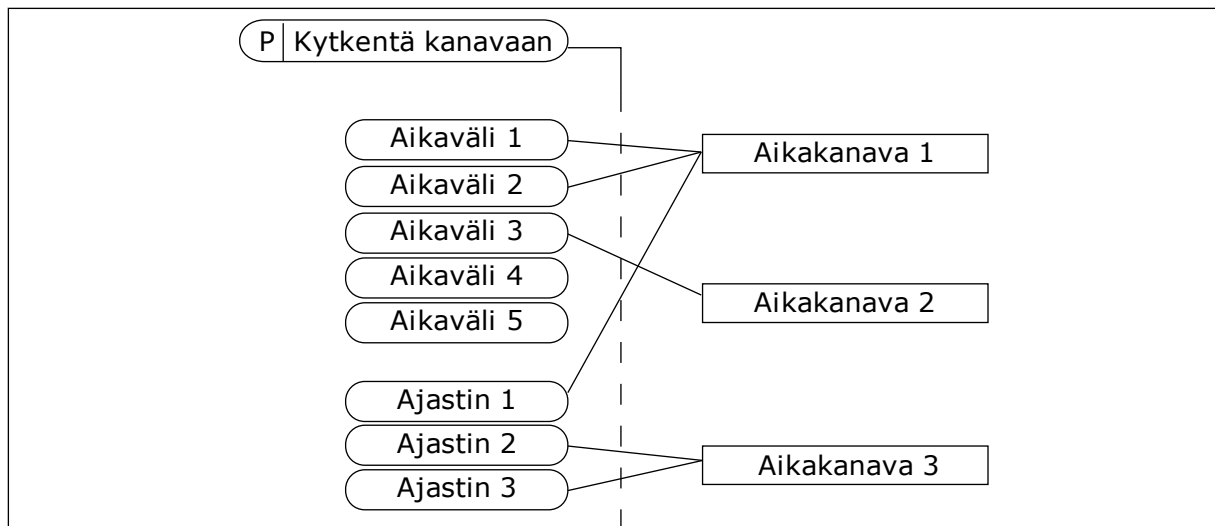 P Kytkentä kanavaan
Aikaväli 1
Aikaväli 2
Aikaväli 3
Aikaväli 4
Aikaväli 5
Ajastin 1
Ajastin 2
Ajastin 3
Aikakanava 1
Aikakanava 2
Aikakanava 3